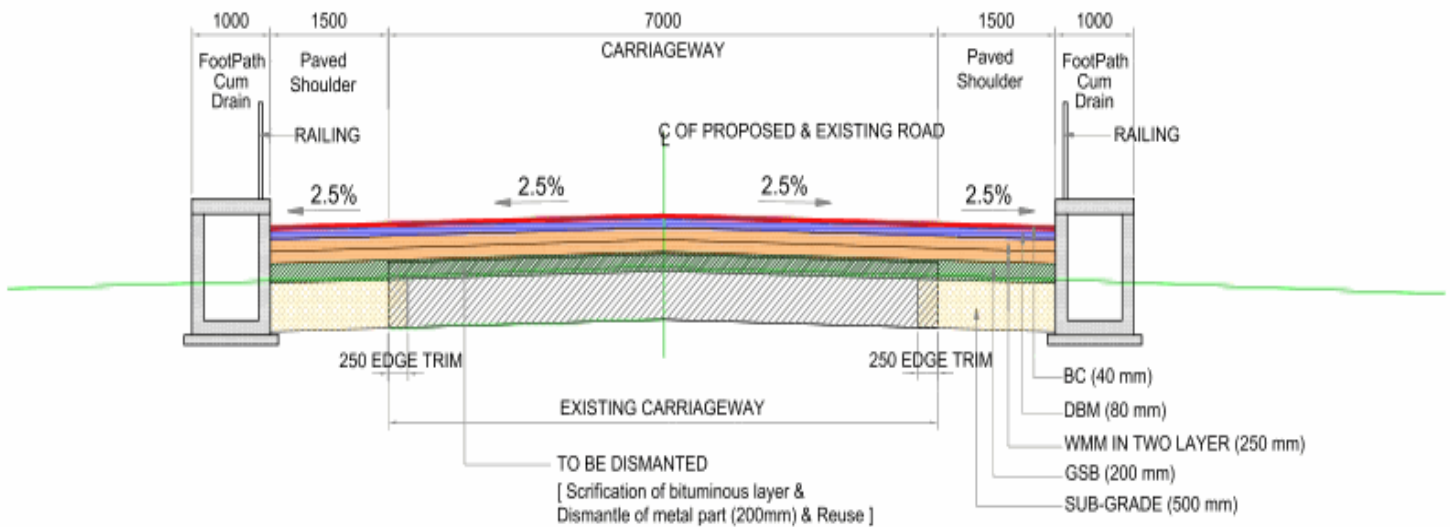 1000 1500 7000 1500 1000
CARRIAGEWAY
FootPath
Cum
Drain
Paved
Shoulder
Paved
Shoulder
FootPath
Cum
Drain
RAILING
℄ OF PROPOSED & EXISTING ROAD
RAILING
2.5% 2.5% 2.5% 2.5%
250 EDGE TRIM
250 EDGE TRIM
EXISTING CARRIAGEWAY
TO BE DISMANTED
[ Scrification of bituminous layer &
Dismantle of metal part (200mm) & Reuse ]
BC (40 mm)
DBM (80 mm)
WMM IN TWO LAYER (250 mm)
GSB (200 mm)
SUB-GRADE (500 mm)